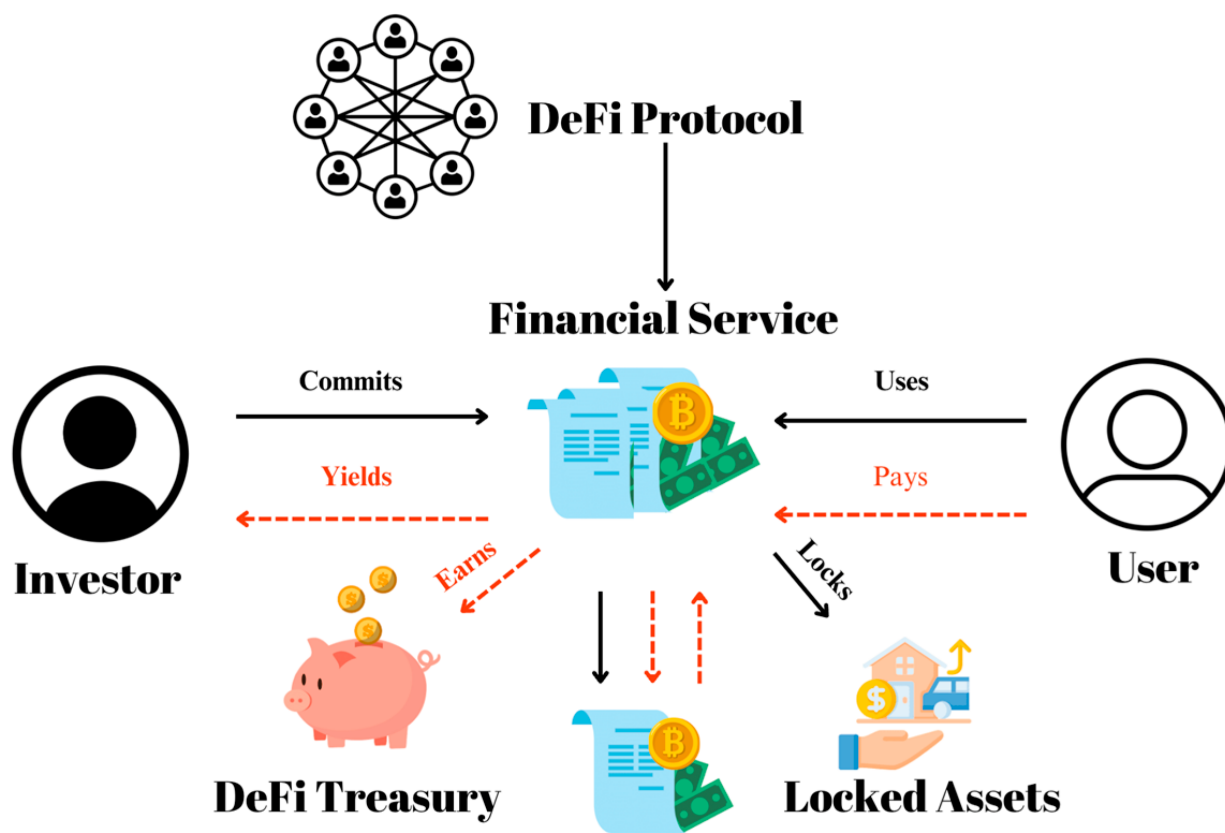 DeFi Protocol
Financial Service
Commits
Uses
Yields
Pays
Earns
Locks
Investor
User
DeFi Treasury
Locked Assets